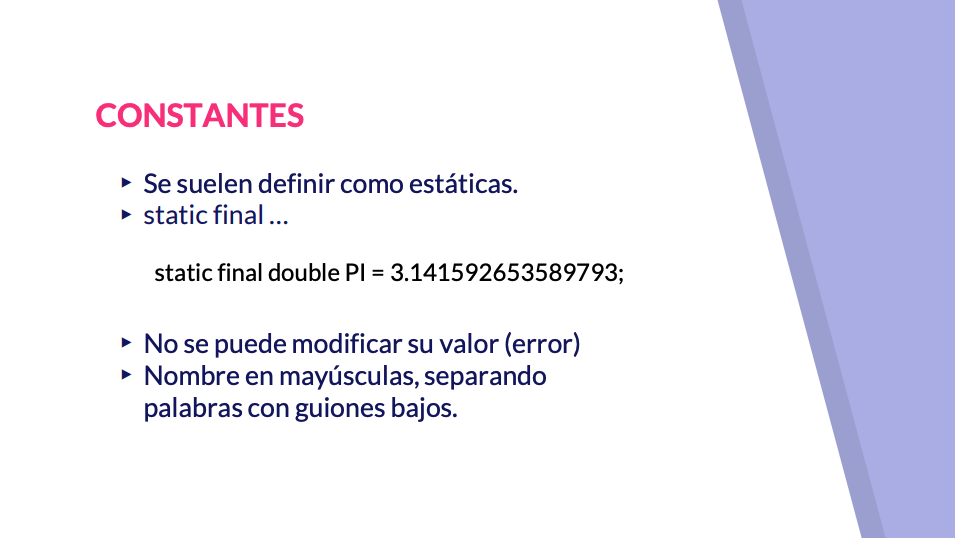 CONSTANTES
▸ Se suelen definir como estáticas.
▸ static final …
static final double PI = 3.141592653589793;
▸ No se puede modificar su valor (error)
▸ Nombre en mayúsculas, separando
palabras con guiones bajos.